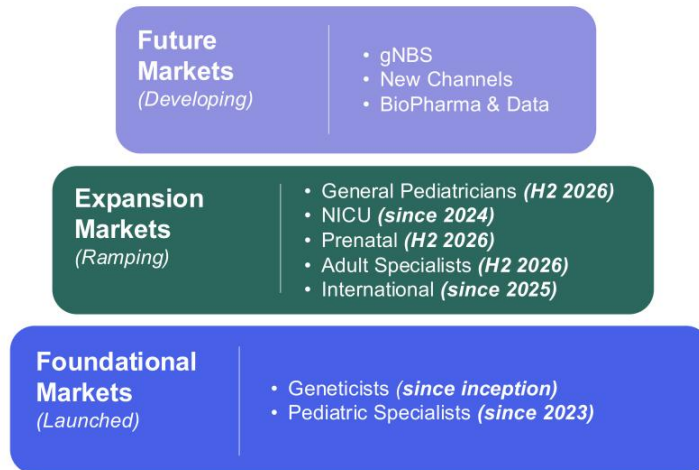 Future
Markets
(Developing)
• gNBS
• New Channels
• BioPharma & Data
Expansion
Markets
(Ramping)
• General Pediatricians (H2 2026)
• NICU (since 2024)
• Prenatal (H2 2026)
• Adult Specialists (H2 2026)
• International (since 2025)
Foundational
Markets
(Launched)
• Geneticists (since inception)
• Pediatric Specialists (since 2023)